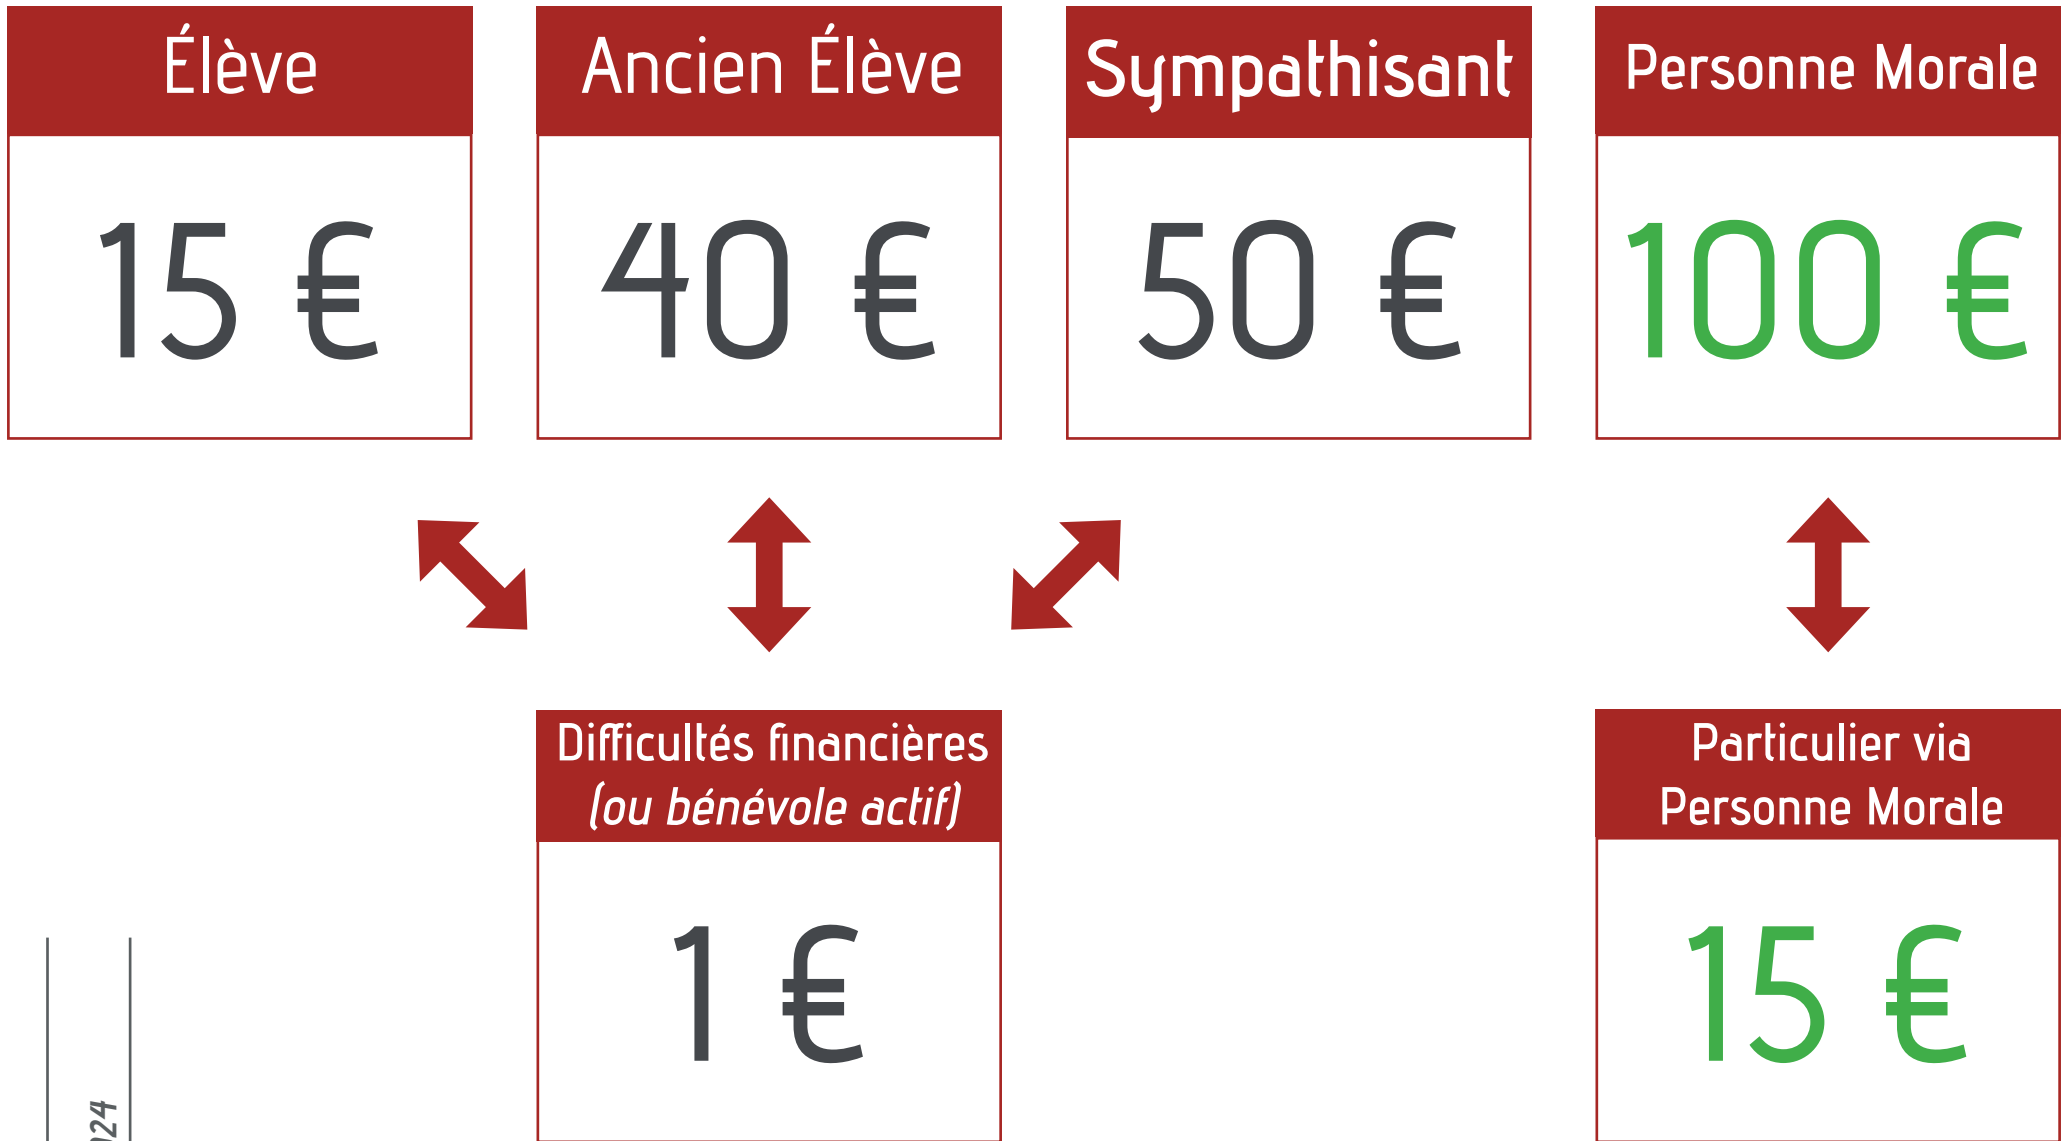 Élève
Ancien Élève
Sympathisant
Personne Morale
15 €
40 €
50 €
100 €
Difficultés financières
(ou bénévole actif)
Particulier via
Personne Morale
1 €
15 €